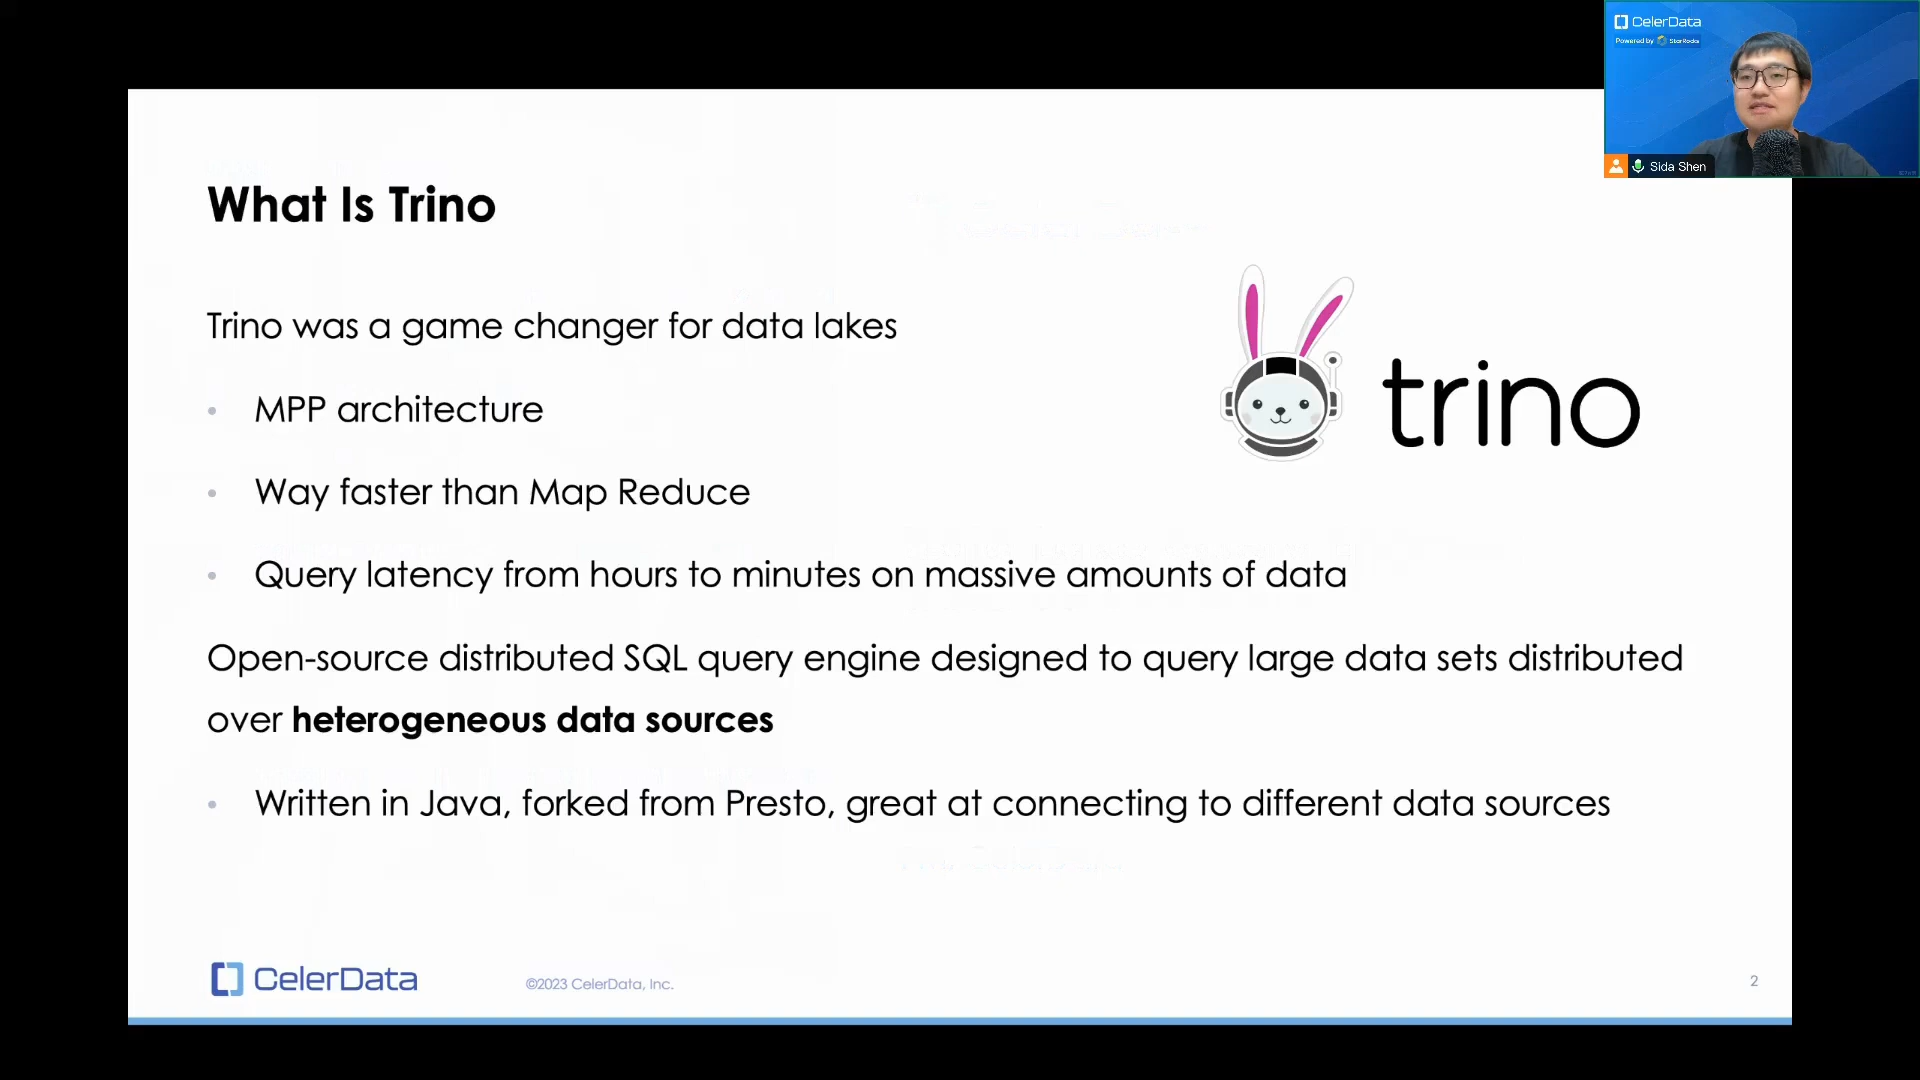 CelerData
Powered by StarRocks
Sida Shen
What Is Trino
Trino was a game changer for data lakes
• MPP architecture
• Way faster than Map Reduce
• Query latency from hours to minutes on massive amounts of data
trino
Open-source distributed SQL query engine designed to query large data sets distributed
over heterogeneous data sources
• Written in Java, forked from Presto, great at connecting to different data sources
CelerData
©2023 CelerData, Inc.
2